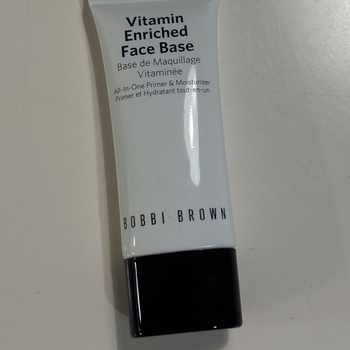 Vitamin
Enriched
Face Base
Base de Maquillage
Vitaminée
All-In-One Primer & Moisturizer
Primer et Hydratant tout-en-un
BOBBI BROWN